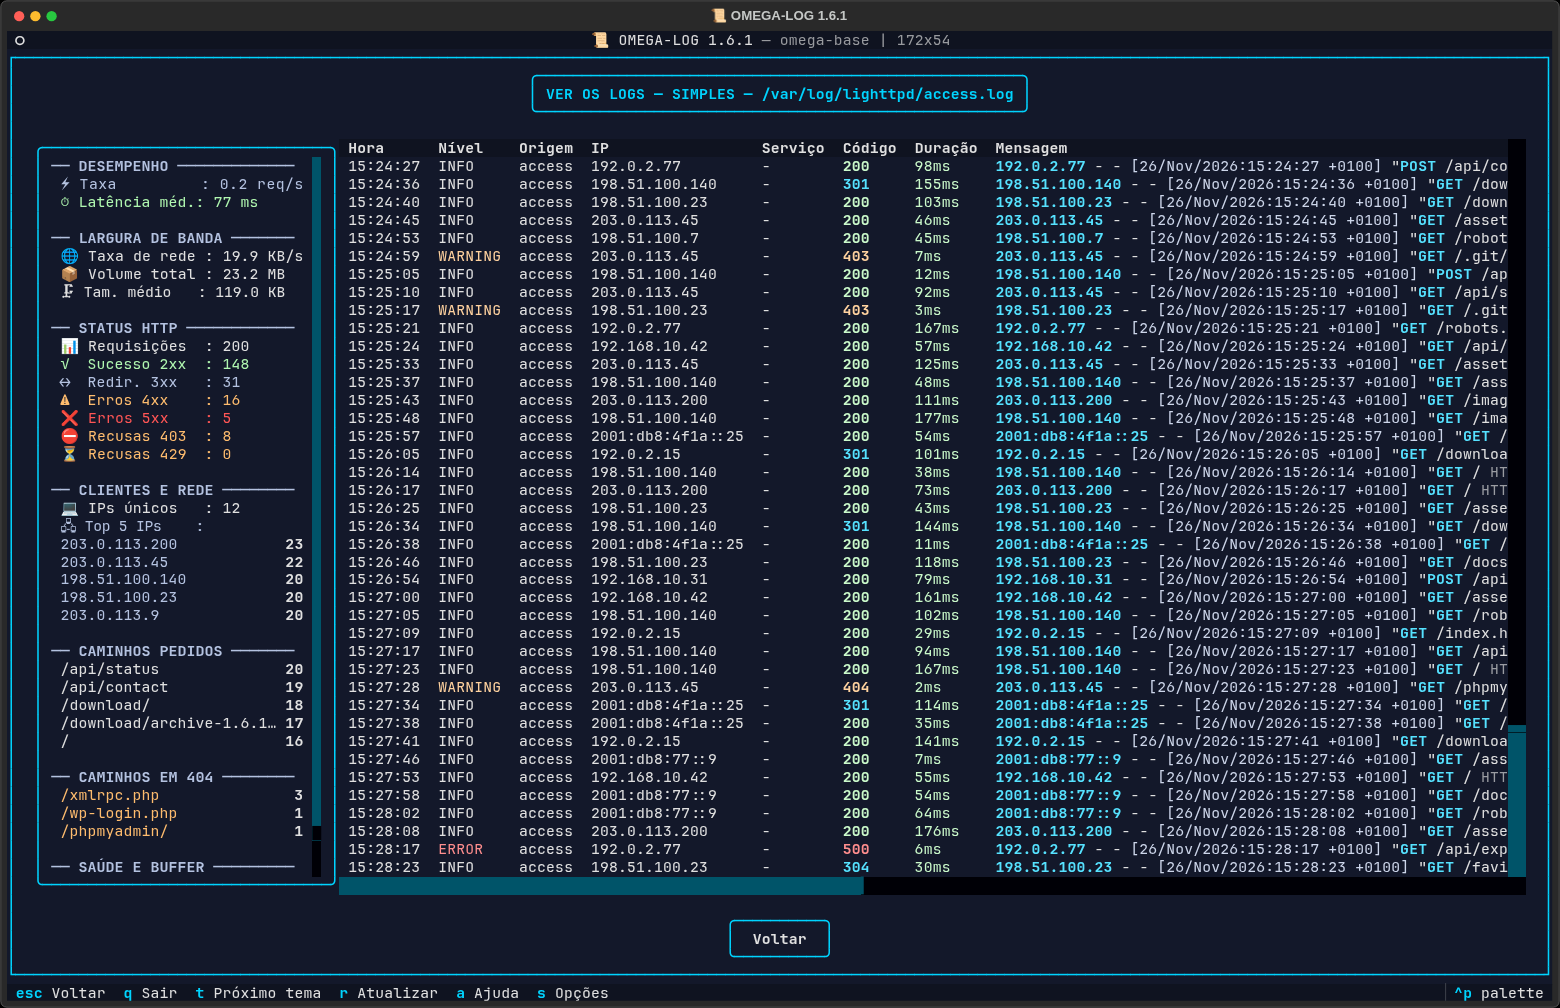 📜 OMEGA-LOG 1.6.1
📜 OMEGA-LOG 1.6.1 — omega-base | 172x54
VER OS LOGS — SIMPLES — /var/log/lighttpd/access.log
── DESEMPENHO ─────────────
⚡ Taxa : 0.2 req/s
⏱ Latência méd.: 77 ms
── LARGURA DE BANDA ───────
🌐 Taxa de rede : 19.9 KB/s
📦 Volume total : 23.2 MB
🗜 Tam. médio : 119.0 KB
── STATUS HTTP ────────────
📊 Requisições : 200
√ Sucesso 2xx : 148
↔ Redir. 3xx : 31
⚠ Erros 4xx : 16
❌ Erros 5xx : 5
⛔ Recusas 403 : 8
⏳ Recusas 429 : 0
── CLIENTES E REDE ────────
💻 IPs únicos : 12
🖧 Top 5 IPs :
203.0.113.200 23
203.0.113.45 22
198.51.100.140 20
198.51.100.23 20
203.0.113.9 20
── CAMINHOS PEDIDOS ───────
/api/status 20
/api/contact 19
/download/ 18
/download/archive-1.6.1… 17
/ 16
── CAMINHOS EM 404 ────────
/xmlrpc.php 3
/wp-login.php 1
/phpmyadmin/ 1
── SAÚDE E BUFFER ─────────
Hora Nível Origem IP Serviço Código Duração Mensagem
15:24:27 INFO access 192.0.2.77 - 200 98ms 192.0.2.77 - - [26/Nov/2026:15:24:27 +0100] "POST /api/co
15:24:36 INFO access 198.51.100.140 - 301 155ms 198.51.100.140 - - [26/Nov/2026:15:24:36 +0100] "GET /dow
15:24:40 INFO access 198.51.100.23 - 200 103ms 198.51.100.23 - - [26/Nov/2026:15:24:40 +0100] "GET /down
15:24:45 INFO access 203.0.113.45 - 200 46ms 203.0.113.45 - - [26/Nov/2026:15:24:45 +0100] "GET /asset
15:24:53 INFO access 198.51.100.7 - 200 45ms 198.51.100.7 - - [26/Nov/2026:15:24:53 +0100] "GET /robot
15:24:59 WARNING access 203.0.113.45 - 403 7ms 203.0.113.45 - - [26/Nov/2026:15:24:59 +0100] "GET /.git/
15:25:05 INFO access 198.51.100.140 - 200 12ms 198.51.100.140 - - [26/Nov/2026:15:25:05 +0100] "POST /ap
15:25:10 INFO access 203.0.113.45 - 200 92ms 203.0.113.45 - - [26/Nov/2026:15:25:10 +0100] "GET /api/s
15:25:17 WARNING access 198.51.100.23 - 403 3ms 198.51.100.23 - - [26/Nov/2026:15:25:17 +0100] "GET /.git
15:25:21 INFO access 192.0.2.77 - 200 167ms 192.0.2.77 - - [26/Nov/2026:15:25:21 +0100] "GET /robots.
15:25:24 INFO access 192.168.10.42 - 200 57ms 192.168.10.42 - - [26/Nov/2026:15:25:24 +0100] "GET /api/
15:25:33 INFO access 203.0.113.45 - 200 125ms 203.0.113.45 - - [26/Nov/2026:15:25:33 +0100] "GET /asset
15:25:37 INFO access 198.51.100.140 - 200 48ms 198.51.100.140 - - [26/Nov/2026:15:25:37 +0100] "GET /ass
15:25:43 INFO access 203.0.113.200 - 200 111ms 203.0.113.200 - - [26/Nov/2026:15:25:43 +0100] "GET /imag
15:25:48 INFO access 198.51.100.140 - 200 177ms 198.51.100.140 - - [26/Nov/2026:15:25:48 +0100] "GET /ima
15:25:57 INFO access 2001:db8:4f1a::25 - 200 54ms 2001:db8:4f1a::25 - - [26/Nov/2026:15:25:57 +0100] "GET /
15:26:05 INFO access 192.0.2.15 - 301 101ms 192.0.2.15 - - [26/Nov/2026:15:26:05 +0100] "GET /downloa
15:26:14 INFO access 198.51.100.140 - 200 38ms 198.51.100.140 - - [26/Nov/2026:15:26:14 +0100] "GET / HT
15:26:17 INFO access 203.0.113.200 - 200 73ms 203.0.113.200 - - [26/Nov/2026:15:26:17 +0100] "GET / HTT
15:26:25 INFO access 198.51.100.23 - 200 43ms 198.51.100.23 - - [26/Nov/2026:15:26:25 +0100] "GET /asse
15:26:34 INFO access 198.51.100.140 - 301 144ms 198.51.100.140 - - [26/Nov/2026:15:26:34 +0100] "GET /dow
15:26:38 INFO access 2001:db8:4f1a::25 - 200 11ms 2001:db8:4f1a::25 - - [26/Nov/2026:15:26:38 +0100] "GET /
15:26:46 INFO access 198.51.100.23 - 200 118ms 198.51.100.23 - - [26/Nov/2026:15:26:46 +0100] "GET /docs
15:26:54 INFO access 192.168.10.31 - 200 79ms 192.168.10.31 - - [26/Nov/2026:15:26:54 +0100] "POST /api
15:27:00 INFO access 192.168.10.42 - 200 161ms 192.168.10.42 - - [26/Nov/2026:15:27:00 +0100] "GET /asse
15:27:05 INFO access 198.51.100.140 - 200 102ms 198.51.100.140 - - [26/Nov/2026:15:27:05 +0100] "GET /rob
15:27:09 INFO access 192.0.2.15 - 200 29ms 192.0.2.15 - - [26/Nov/2026:15:27:09 +0100] "GET /index.h
15:27:17 INFO access 198.51.100.140 - 200 94ms 198.51.100.140 - - [26/Nov/2026:15:27:17 +0100] "GET /api
15:27:23 INFO access 198.51.100.140 - 200 167ms 198.51.100.140 - - [26/Nov/2026:15:27:23 +0100] "GET / HT
15:27:28 WARNING access 203.0.113.45 - 404 2ms 203.0.113.45 - - [26/Nov/2026:15:27:28 +0100] "GET /phpmy
15:27:34 INFO access 2001:db8:4f1a::25 - 301 114ms 2001:db8:4f1a::25 - - [26/Nov/2026:15:27:34 +0100] "GET /
15:27:38 INFO access 2001:db8:4f1a::25 - 200 35ms 2001:db8:4f1a::25 - - [26/Nov/2026:15:27:38 +0100] "GET /
15:27:41 INFO access 192.0.2.15 - 200 141ms 192.0.2.15 - - [26/Nov/2026:15:27:41 +0100] "GET /downloa
15:27:46 INFO access 2001:db8:77::9 - 200 7ms 2001:db8:77::9 - - [26/Nov/2026:15:27:46 +0100] "GET /ass
15:27:53 INFO access 192.168.10.42 - 200 55ms 192.168.10.42 - - [26/Nov/2026:15:27:53 +0100] "GET / HTT
15:27:58 INFO access 2001:db8:77::9 - 200 54ms 2001:db8:77::9 - - [26/Nov/2026:15:27:58 +0100] "GET /doc
15:28:02 INFO access 2001:db8:77::9 - 200 64ms 2001:db8:77::9 - - [26/Nov/2026:15:28:02 +0100] "GET /rob
15:28:08 INFO access 203.0.113.200 - 200 176ms 203.0.113.200 - - [26/Nov/2026:15:28:08 +0100] "GET /asse
15:28:17 ERROR access 192.0.2.77 - 500 6ms 192.0.2.77 - - [26/Nov/2026:15:28:17 +0100] "GET /api/exp
15:28:23 INFO access 198.51.100.23 - 304 30ms 198.51.100.23 - - [26/Nov/2026:15:28:23 +0100] "GET /favi
Voltar
esc Voltar q Sair t Próximo tema r Atualizar a Ajuda s Opções ^p palette